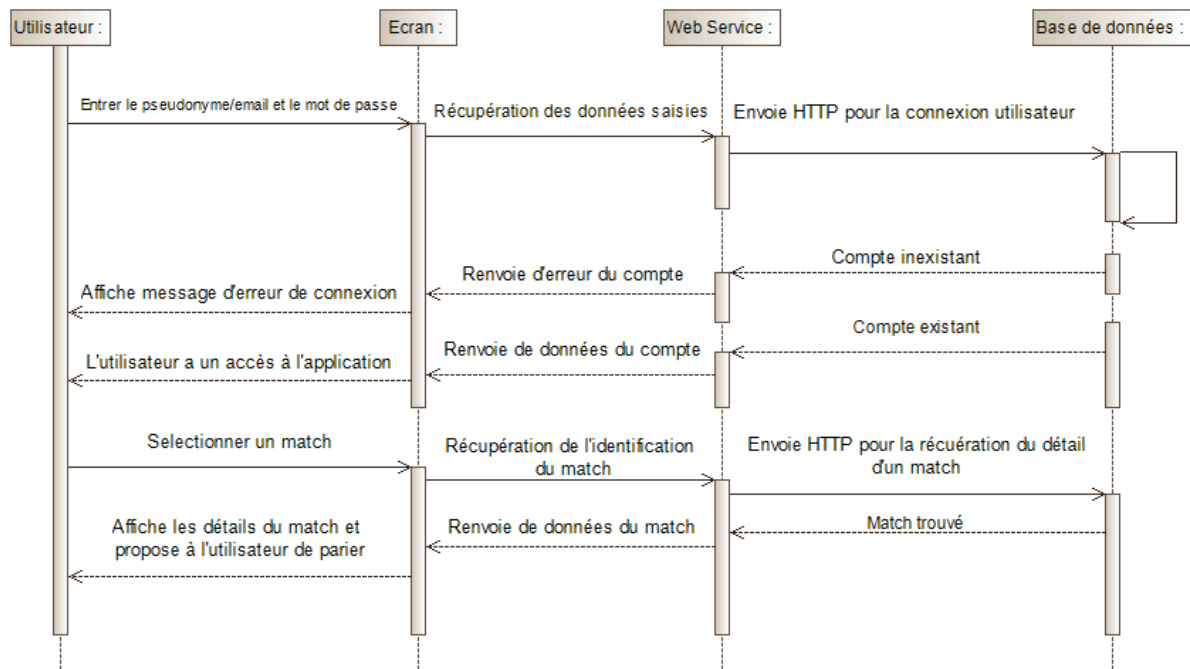 Utilisateur :
Ecran :
Web Service :
Base de données :
Entrer le pseudonyme/email et le mot de passe
Récupération des données saisies
Envoie HTTP pour la connexion utilisateur
Compte inexistant
Renvoie d'erreur du compte
Affiche message d'erreur de connexion
Compte existant
Renvoie de données du compte
L'utilisateur a un accès à l'application
Selectionner un match
Récupération de l'identification
du match
Envoie HTTP pour la récuération du détail
d'un match
Match trouvé
Renvoie de données du match
Affiche les détails du match et
propose à l'utilisateur de parier